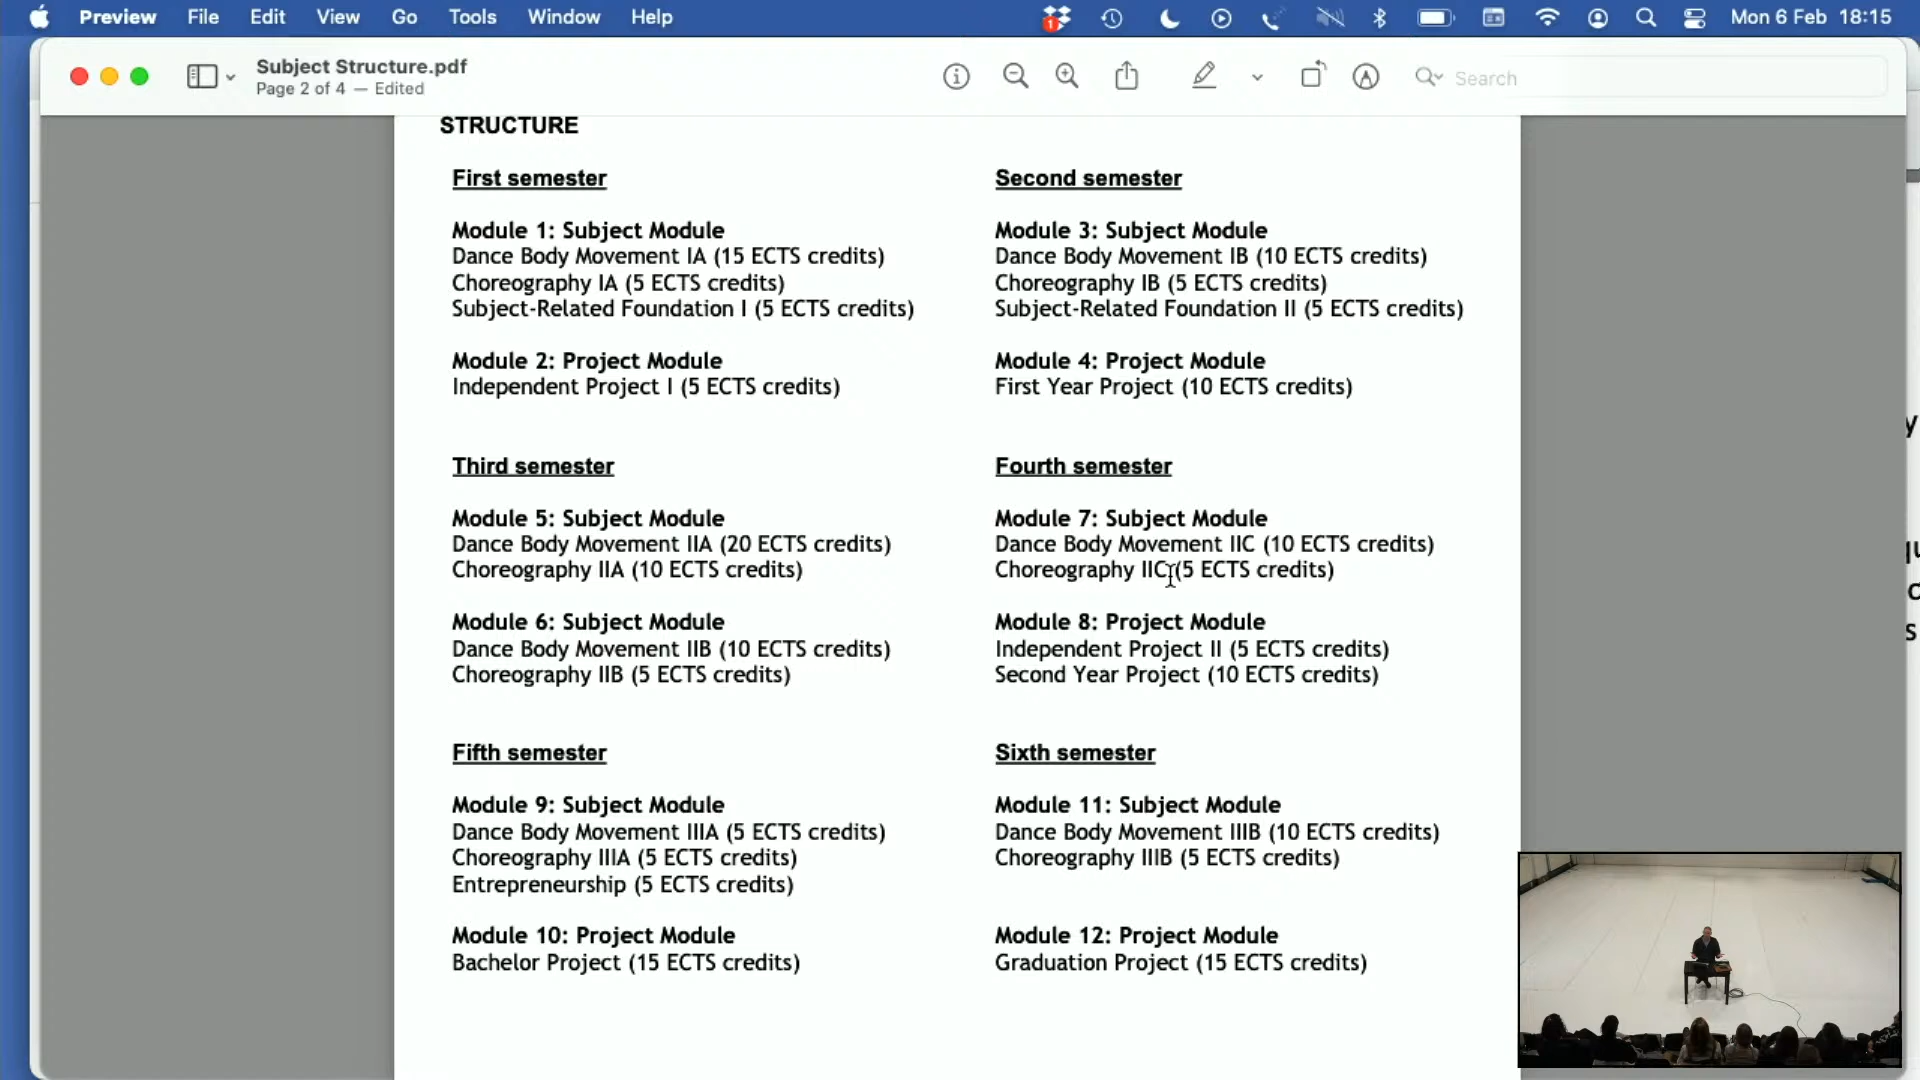 Preview File Edit View Go Tools Window Help
1
Mon 6 Feb 18:15
Subject Structure.pdf
Page 2 of 4 — Edited
Search
STRUCTURE
First semester
Module 1: Subject Module
Dance Body Movement IA (15 ECTS credits)
Choreography IA (5 ECTS credits)
Subject-Related Foundation I (5 ECTS credits)
Module 2: Project Module
Independent Project I (5 ECTS credits)
Second semester
Module 3: Subject Module
Dance Body Movement IB (10 ECTS credits)
Choreography IB (5 ECTS credits)
Subject-Related Foundation II (5 ECTS credits)
Module 4: Project Module
First Year Project (10 ECTS credits)
Third semester
Module 5: Subject Module
Dance Body Movement IIA (20 ECTS credits)
Choreography IIA (10 ECTS credits)
Module 6: Subject Module
Dance Body Movement IIB (10 ECTS credits)
Choreography IIB (5 ECTS credits)
Fourth semester
Module 7: Subject Module
Dance Body Movement IIC (10 ECTS credits)
Choreography IIC (5 ECTS credits)
Module 8: Project Module
Independent Project II (5 ECTS credits)
Second Year Project (10 ECTS credits)
Fifth semester
Module 9: Subject Module
Dance Body Movement IIIA (5 ECTS credits)
Choreography IIIA (5 ECTS credits)
Entrepreneurship (5 ECTS credits)
Module 10: Project Module
Bachelor Project (15 ECTS credits)
Sixth semester
Module 11: Subject Module
Dance Body Movement IIIB (10 ECTS credits)
Choreography IIIB (5 ECTS credits)
Module 12: Project Module
Graduation Project (15 ECTS credits)